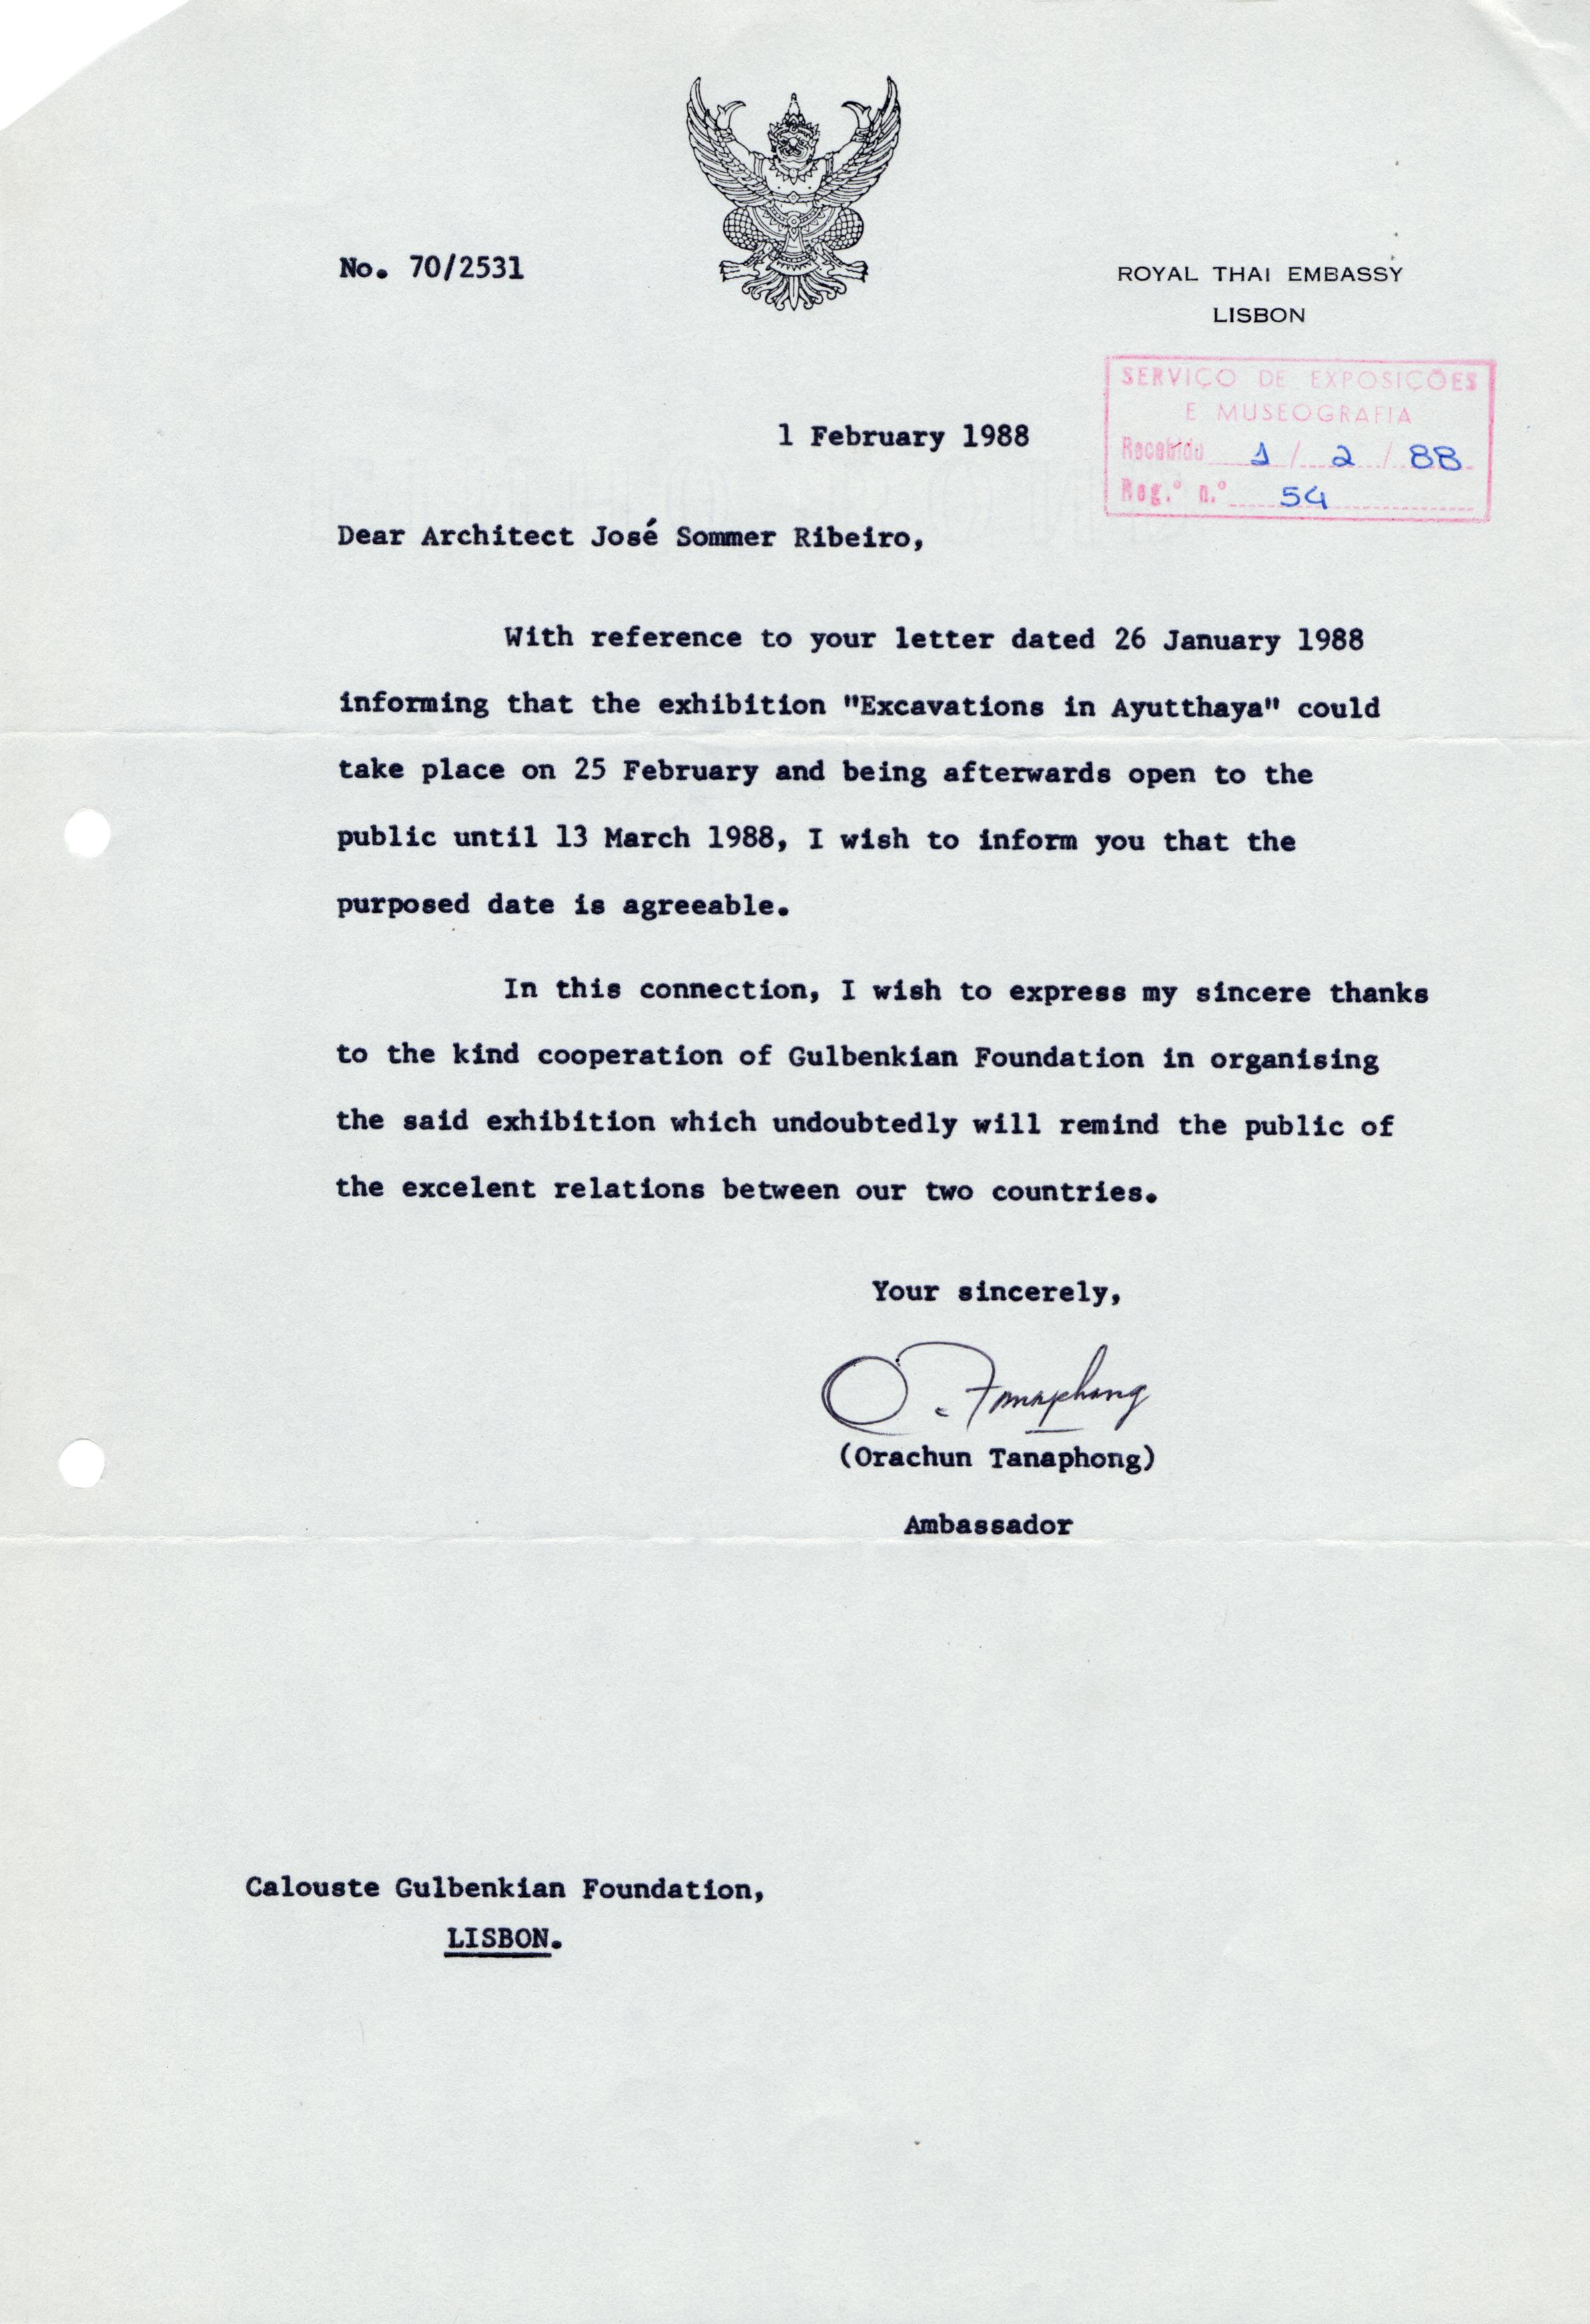 No. 70/2531
ROYAL THAI EMBASSY
LISBON
SERVIÇO DE EXPOSIÇÕES
E MUSEOGRAFIA
Recebido 1 / 2 / 88
Reg.º n.º 54
1 February 1988
Dear Architect José Sommer Ribeiro,
With reference to your letter dated 26 January 1988
informing that the exhibition "Excavations in Ayutthaya" could
take place on 25 February and being afterwards open to the
public until 13 March 1988, I wish to inform you that the
purposed date is agreeable.
In this connection, I wish to express my sincere thanks
to the kind cooperation of Gulbenkian Foundation in organising
the said exhibition which undoubtedly will remind the public of
the excelent relations between our two countries.
Your sincerely,
O. Tanaphong
(Orachun Tanaphong)
Ambassador
Calouste Gulbenkian Foundation,
LISBON.